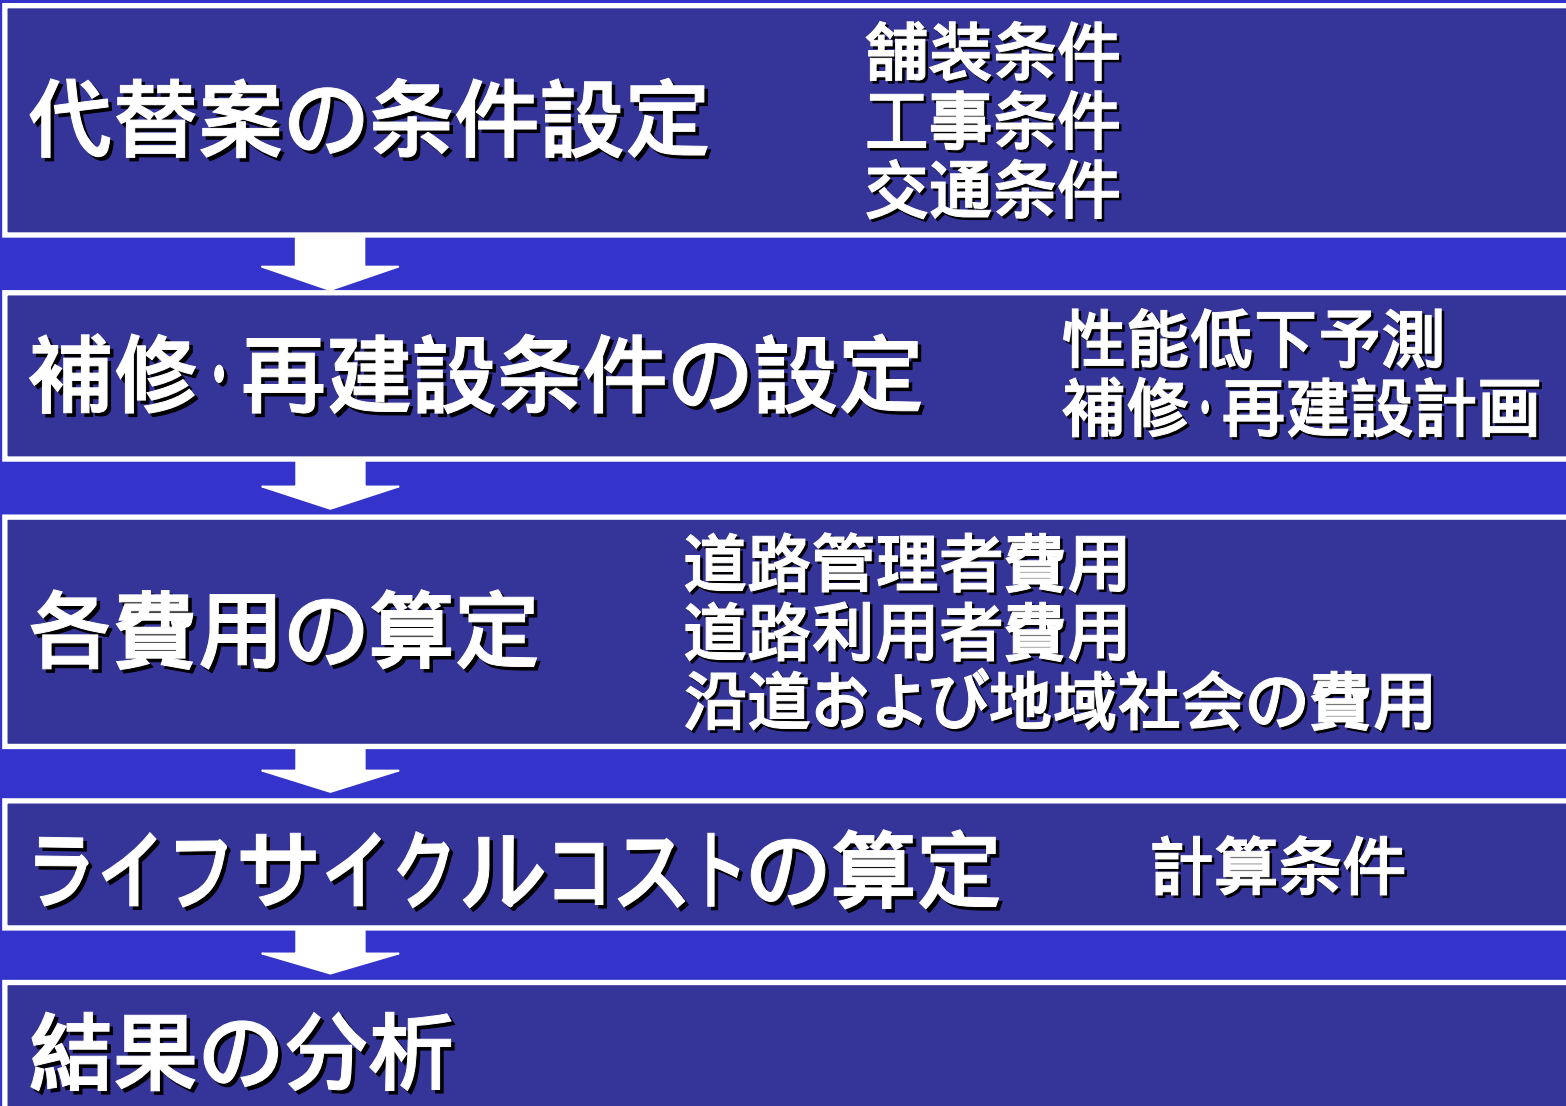 代替案の条件設定
舗装条件
工事条件
交通条件
補修･再建設条件の設定
性能低下予測
補修･再建設計画
各費用の算定
道路管理者費用
道路利用者費用
沿道および地域社会の費用
ライフサイクルコストの算定
計算条件
結果の分析